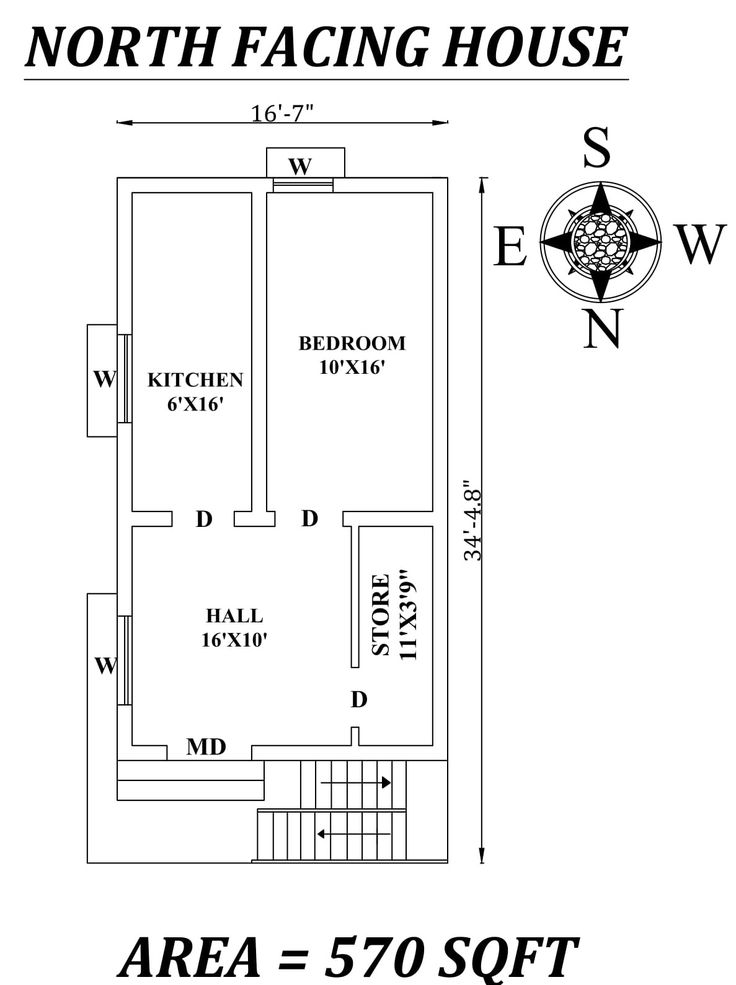 NORTH FACING HOUSE
16'-7"
W
S
E
W
N
BEDROOM
10'X16'
W
KITCHEN
6'X16'
34'-4.8"
D
D
HALL
16'X10'
STORE
11'X3'9"
W
D
MD
AREA = 570 SQFT